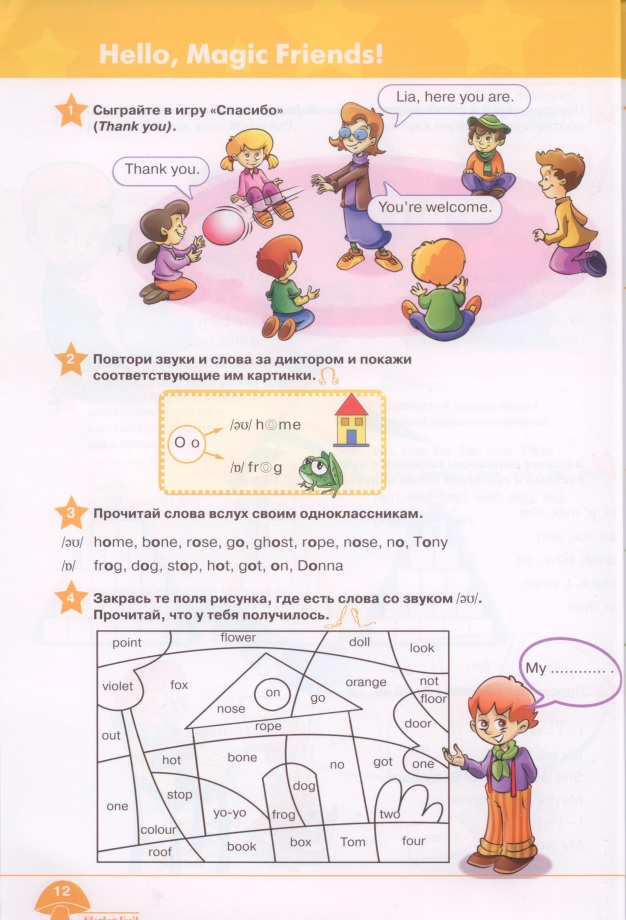 Hello, Magic Friends!
1 Сыграйте в игру «Спасибо»
(Thank you).
Lia, here you are.
Thank you.
You're welcome.
2 Повтори звуки и слова за диктором и покажи
соответствующие им картинки.
O o
/əʊ/ home
/ɒ/ frog
3 Прочитай слова вслух своим одноклассникам.
/əʊ/ home, bone, rose, go, ghost, rope, nose, no, Tony
/ɒ/ frog, dog, stop, hot, got, on, Donna
4 Закрась те поля рисунка, где есть слова со звуком /əʊ/.
Прочитай, что у тебя получилось.
point flower doll look
violet fox nose on go orange not
floor
out rope door
hot bone no got one
stop dog
one yo-yo frog two
colour
roof book box Tom four
My ............ .
12
Starter Unit